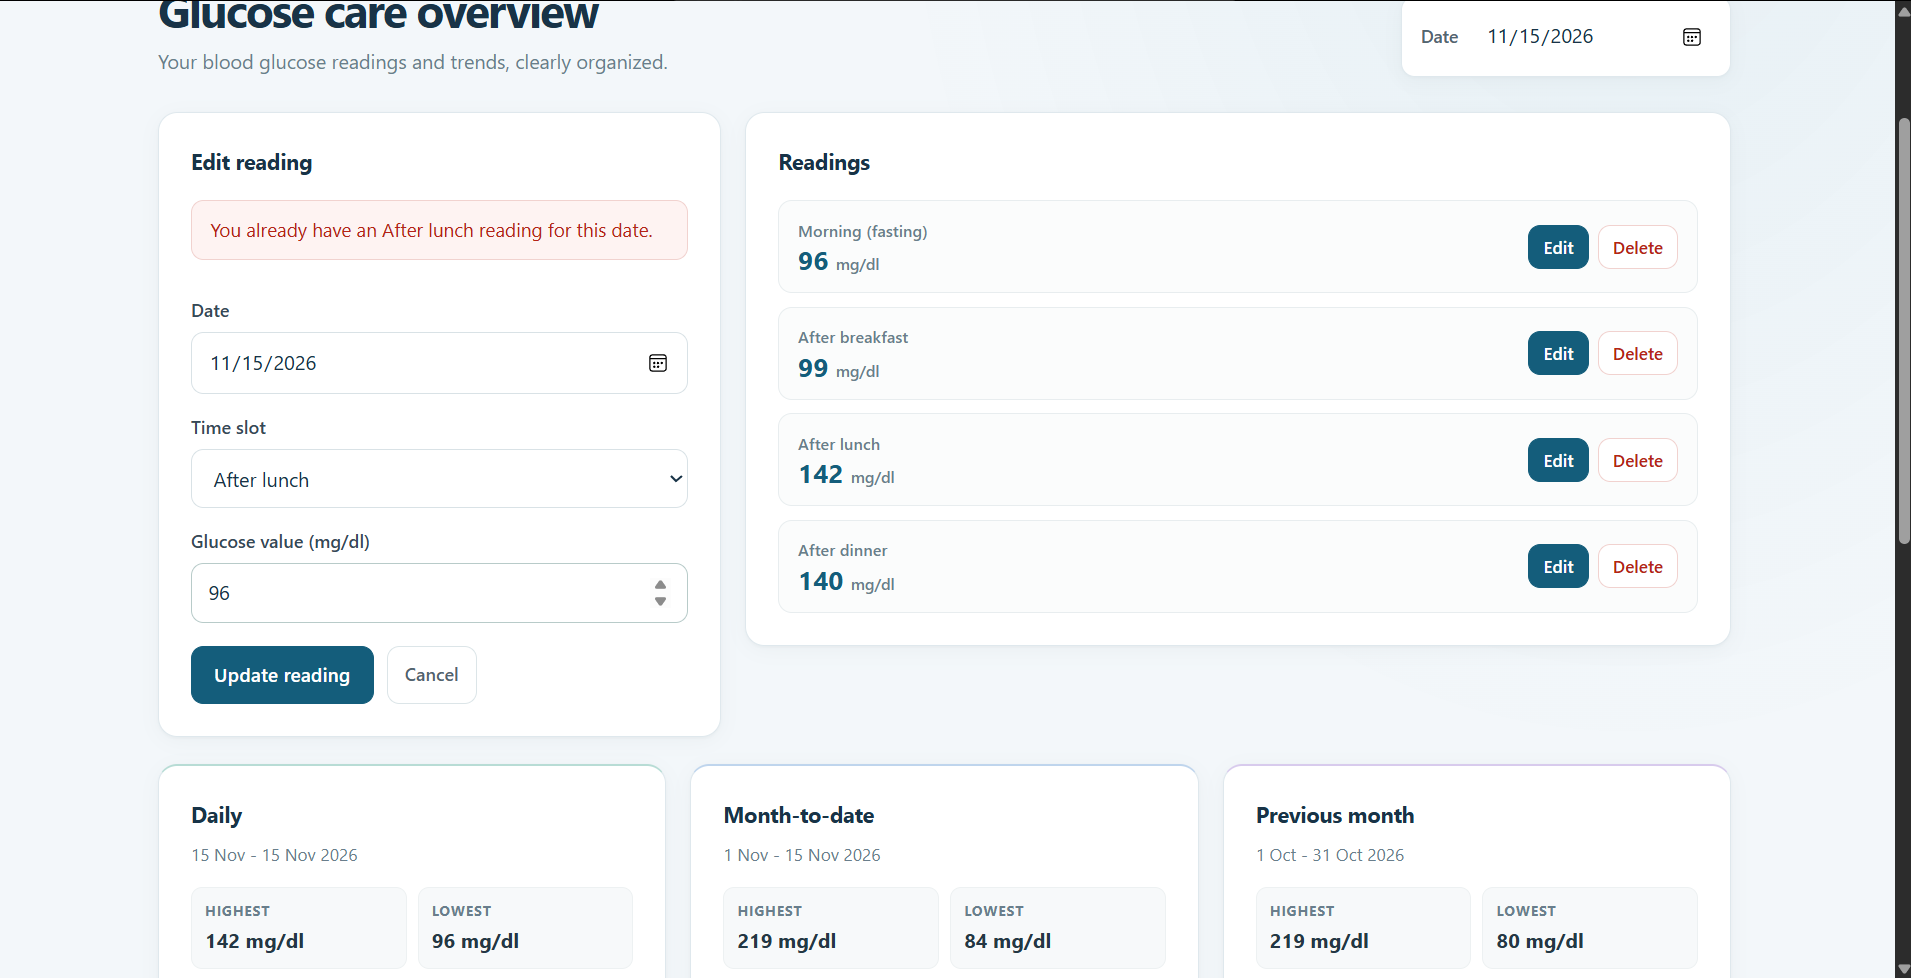 Glucose care overview
Your blood glucose readings and trends, clearly organized.
Date 11/15/2026
Edit reading
You already have an After lunch reading for this date.
Date
11/15/2026
Time slot
After lunch
Glucose value (mg/dl)
96
Update reading Cancel
Readings
Morning (fasting)
96 mg/dl
Edit Delete
After breakfast
99 mg/dl
Edit Delete
After lunch
142 mg/dl
Edit Delete
After dinner
140 mg/dl
Edit Delete
Daily
15 Nov - 15 Nov 2026
HIGHEST LOWEST
142 mg/dl 96 mg/dl
Month-to-date
1 Nov - 15 Nov 2026
HIGHEST LOWEST
219 mg/dl 84 mg/dl
Previous month
1 Oct - 31 Oct 2026
HIGHEST LOWEST
219 mg/dl 80 mg/dl